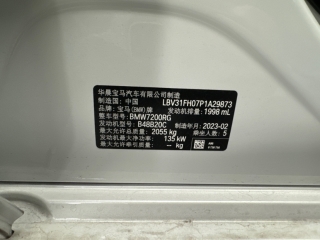 华晨宝马汽车有限公司制造
制造国：中国 LBV31FH07P1A29873
品牌：宝马(BMW)牌 发动机排量：1998 mL
整车型号：BMW7200RG
发动机型号：B48B20C 制造年月：2023-02
最大允许总质量：2055 kg 乘坐人数：5
发动机最大净功率：135 kW
最大允许牵引质量：-- kg